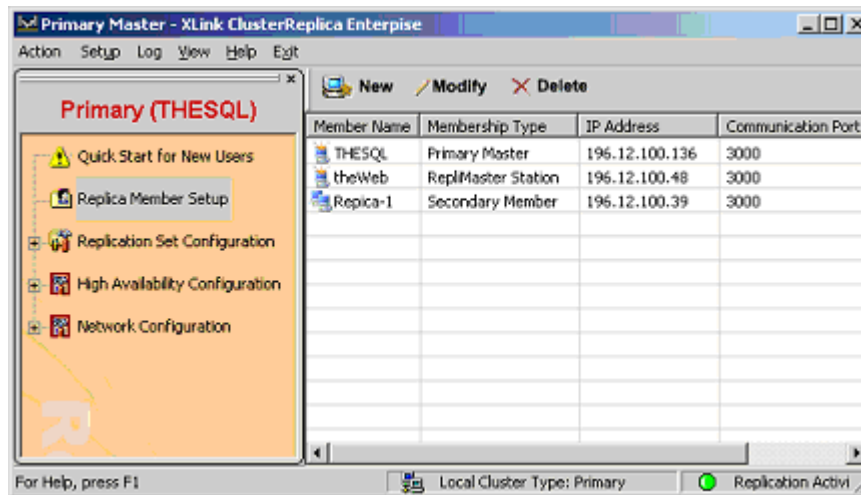 Primary Master - XLink ClusterReplica Enterpise
Action Setup Log View Help Exit
Primary (THESQL)
Quick Start for New Users
Replica Member Setup
Replication Set Configuration
High Availability Configuration
Network Configuration
New Modify Delete
Member Name Membership Type IP Address Communication Port
THESQL Primary Master 196.12.100.136 3000
theWeb RepliMaster Station 196.12.100.48 3000
Repica-1 Secondary Member 196.12.100.39 3000
For Help, press F1 Local Cluster Type: Primary Replication Activi